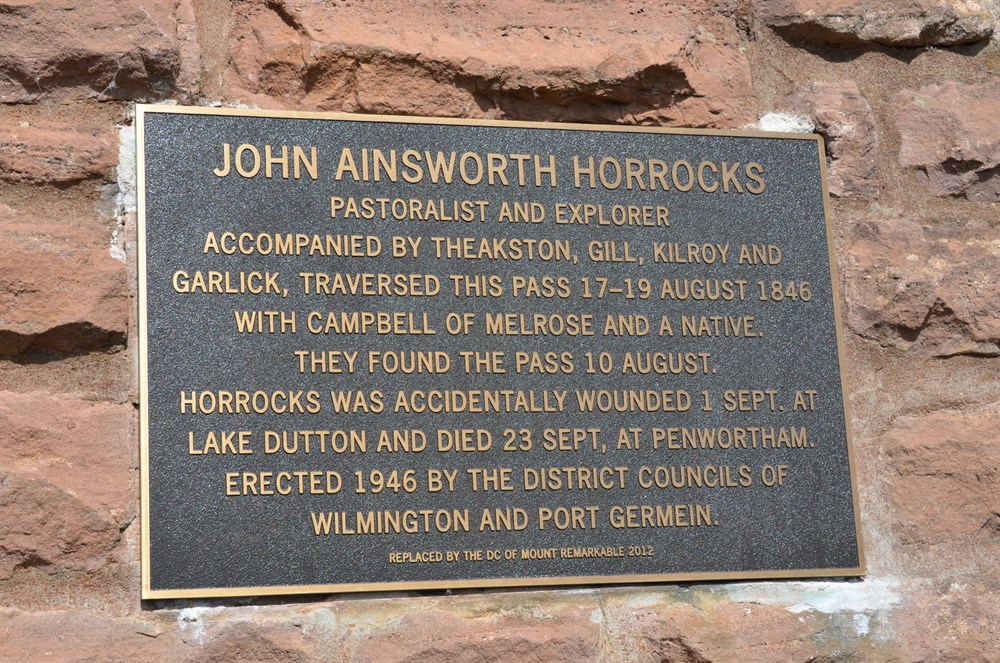 JOHN AINSWORTH HORROCKS
PASTORALIST AND EXPLORER
ACCOMPANIED BY THEAKSTON, GILL, KILROY AND
GARLICK, TRAVERSED THIS PASS 17–19 AUGUST 1846
WITH CAMPBELL OF MELROSE AND A NATIVE.
THEY FOUND THE PASS 10 AUGUST.
HORROCKS WAS ACCIDENTALLY WOUNDED 1 SEPT. AT
LAKE DUTTON AND DIED 23 SEPT, AT PENWORTHAM.
ERECTED 1946 BY THE DISTRICT COUNCILS OF
WILMINGTON AND PORT GERMEIN.
REPLACED BY THE DC OF MOUNT REMARKABLE 2012